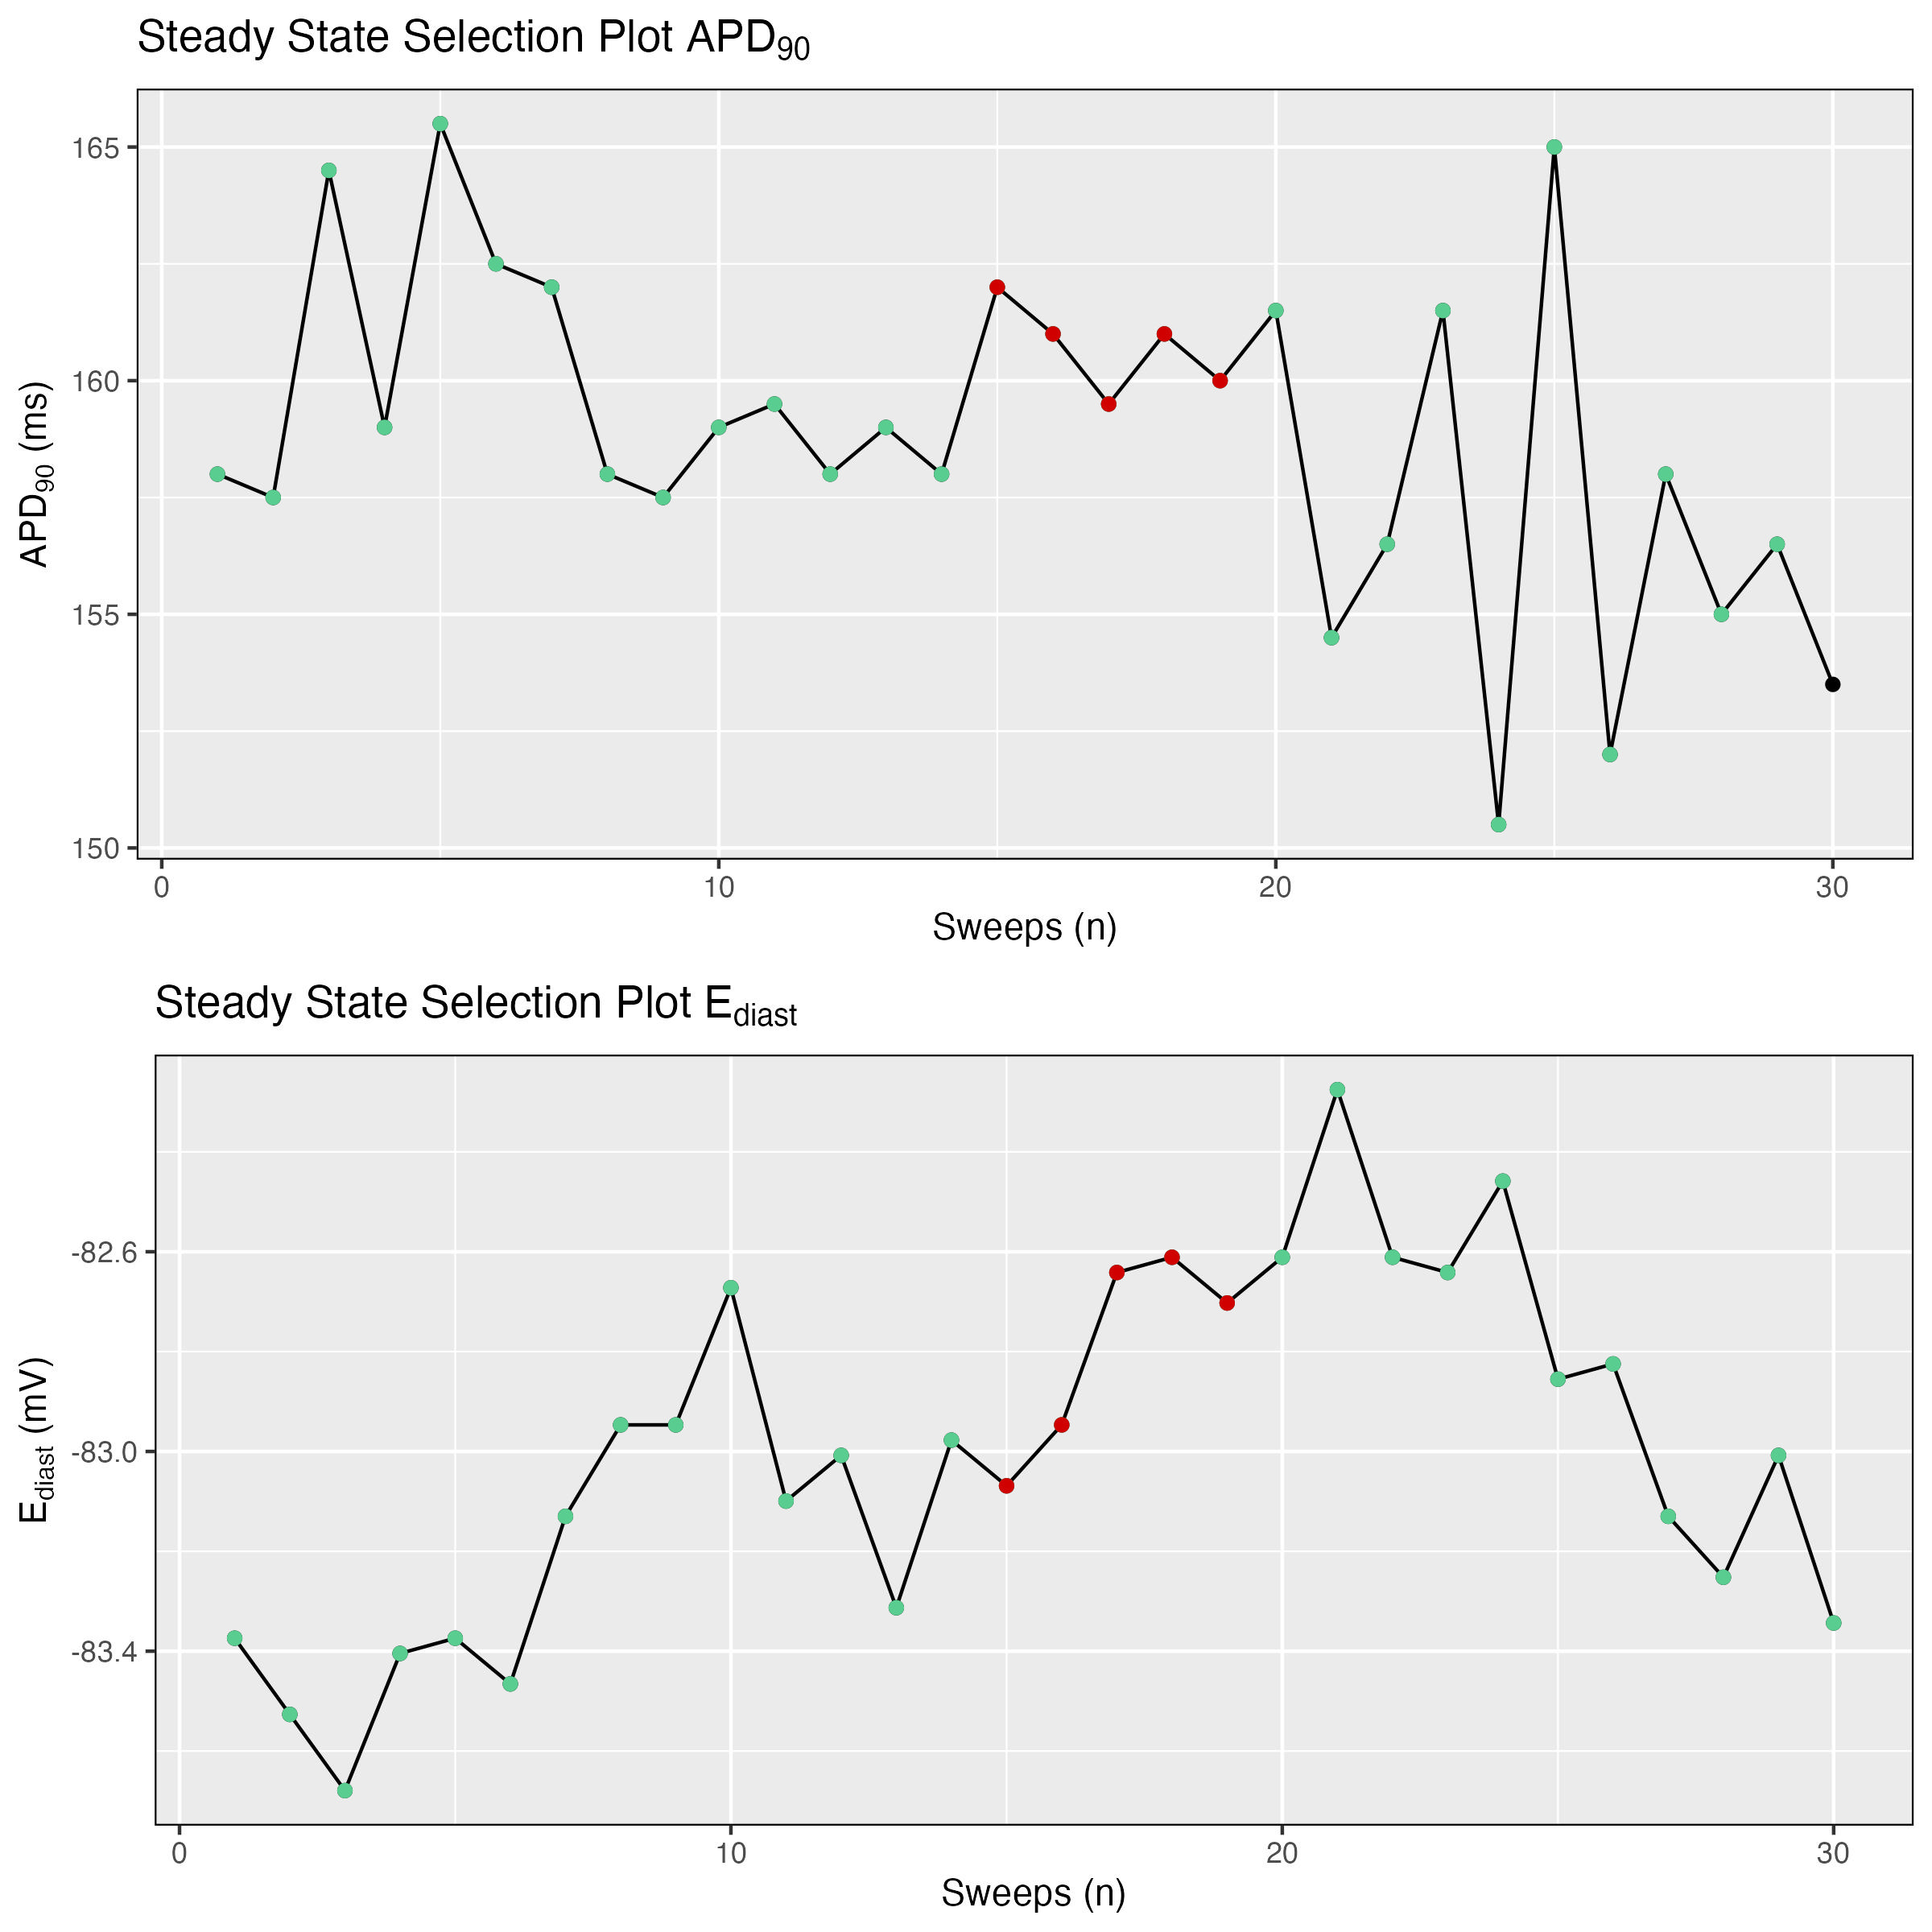 Steady State Selection Plot APD90
165
160
155
150
APD90 (ms)
0 10 20 30
Sweeps (n)
Steady State Selection Plot Ediast
-82.6
-83.0
-83.4
Ediast (mV)
0 10 20 30
Sweeps (n)